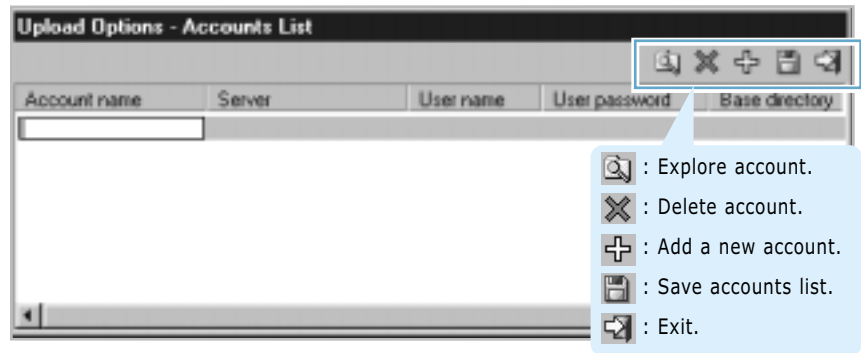 Upload Options - Accounts List
Account name Server User name User password Base directory
: Explore account.
: Delete account.
: Add a new account.
: Save accounts list.
: Exit.